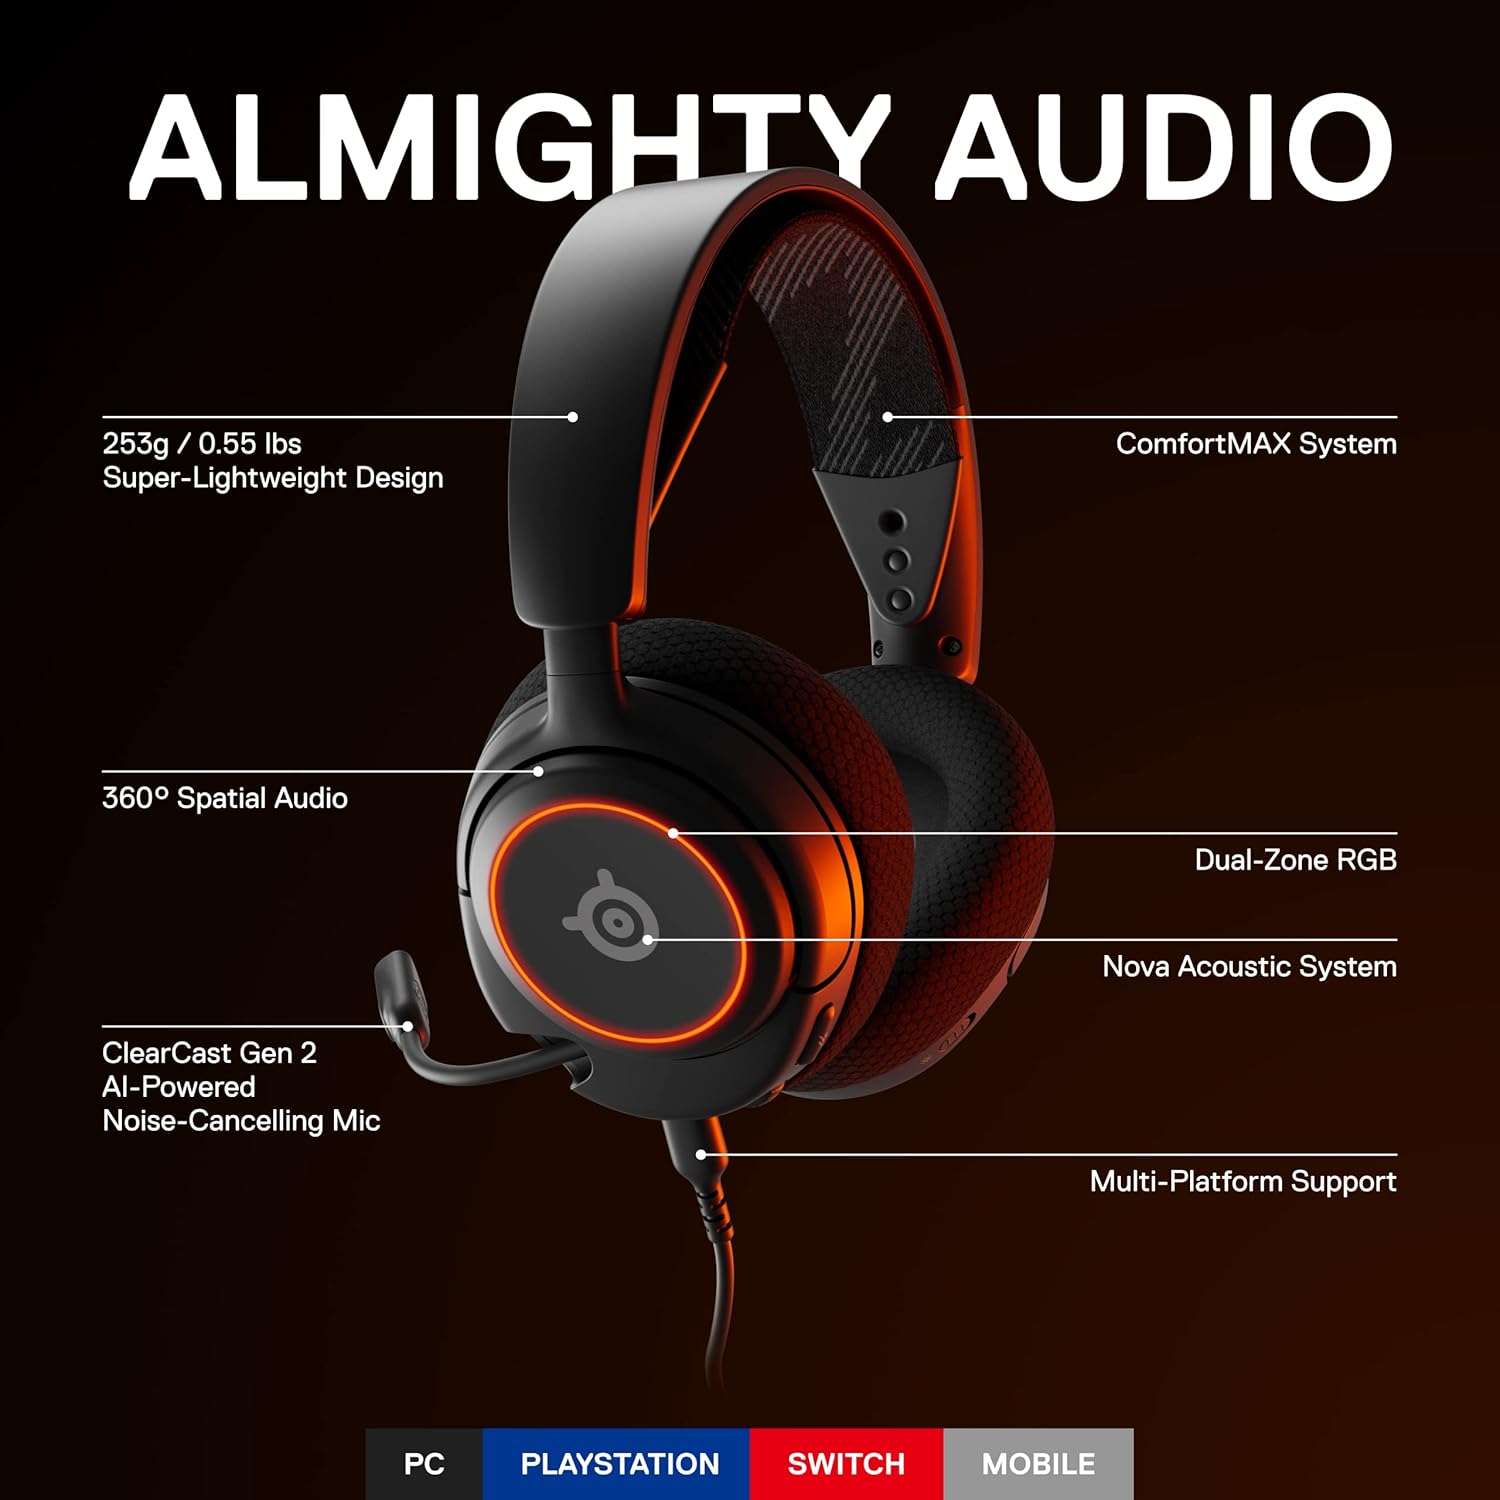 ALMIGHTY AUDIO
253g / 0.55 lbs
Super-Lightweight Design
ComfortMAX System
360° Spatial Audio
Dual-Zone RGB
Nova Acoustic System
ClearCast Gen 2
AI-Powered
Noise-Cancelling Mic
Multi-Platform Support
PC
PLAYSTATION
SWITCH
MOBILE